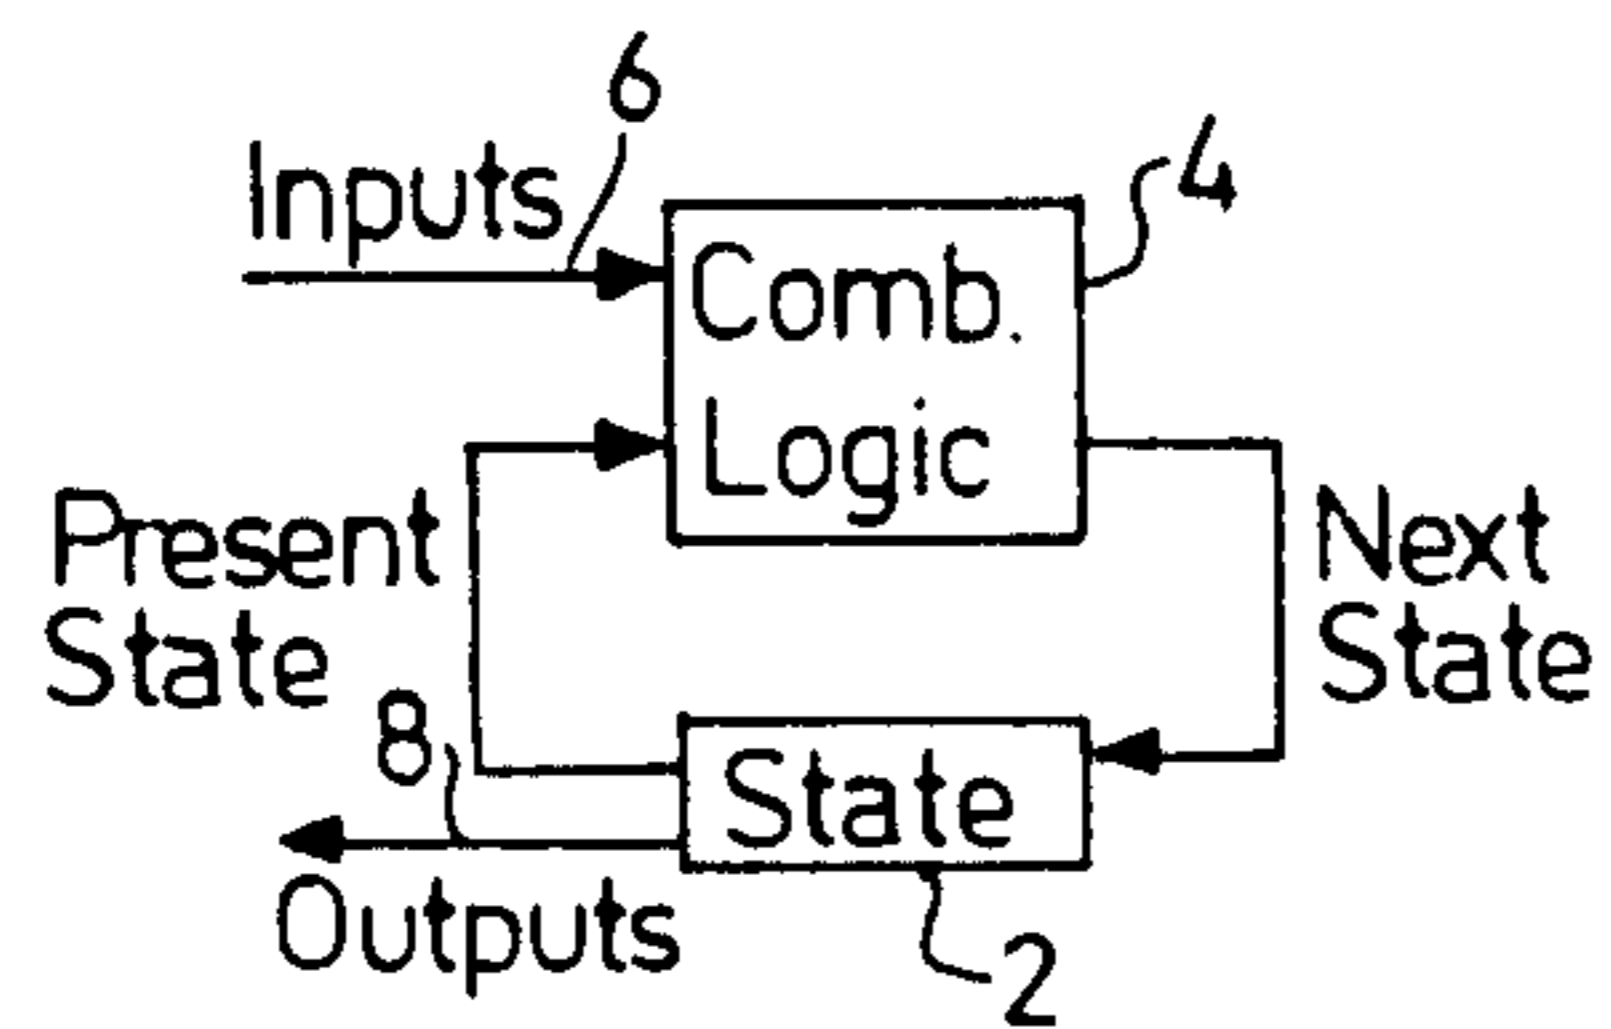 6
Inputs
4
Comb.
Logic
Present
State
Next
State
8
State
Outputs
2